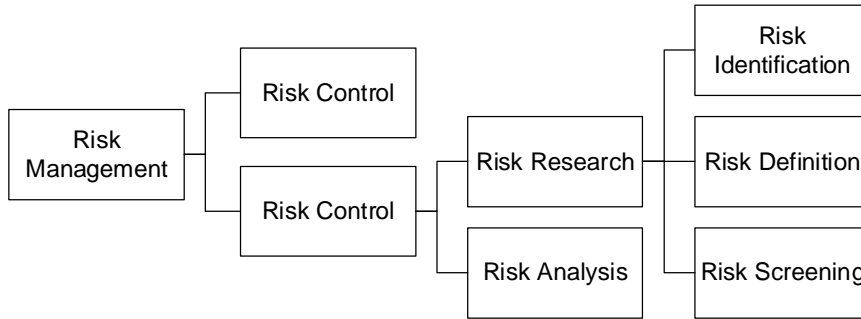 Risk
Management
Risk Control
Risk Control
Risk Research
Risk Analysis
Risk
Identification
Risk Definition
Risk Screening